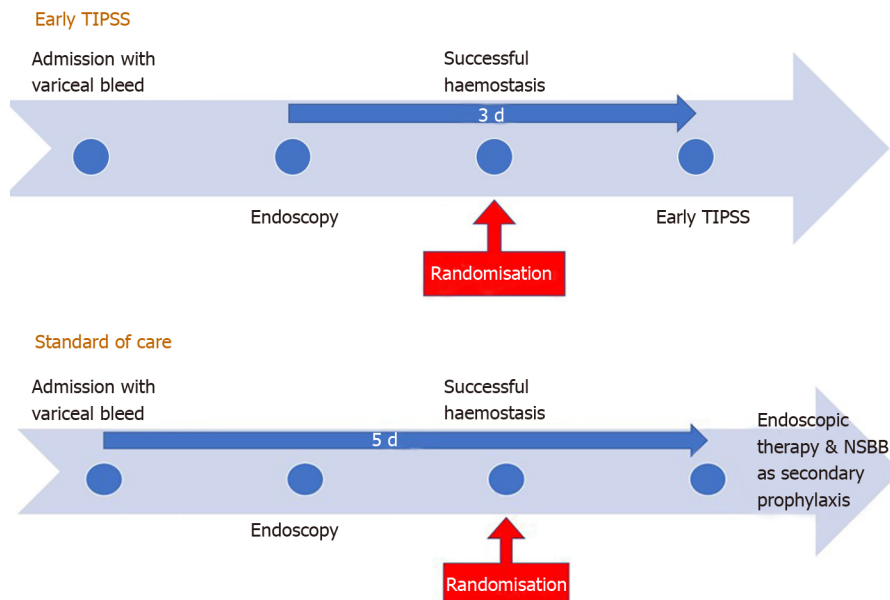 Early TIPSS
Admission with
variceal bleed
Successful
haemostasis
3 d
Endoscopy
Early TIPSS
Randomisation
Standard of care
Admission with
variceal bleed
Successful
haemostasis
5 d
Endoscopic
therapy & NSBB
as secondary
prophylaxis
Endoscopy
Randomisation